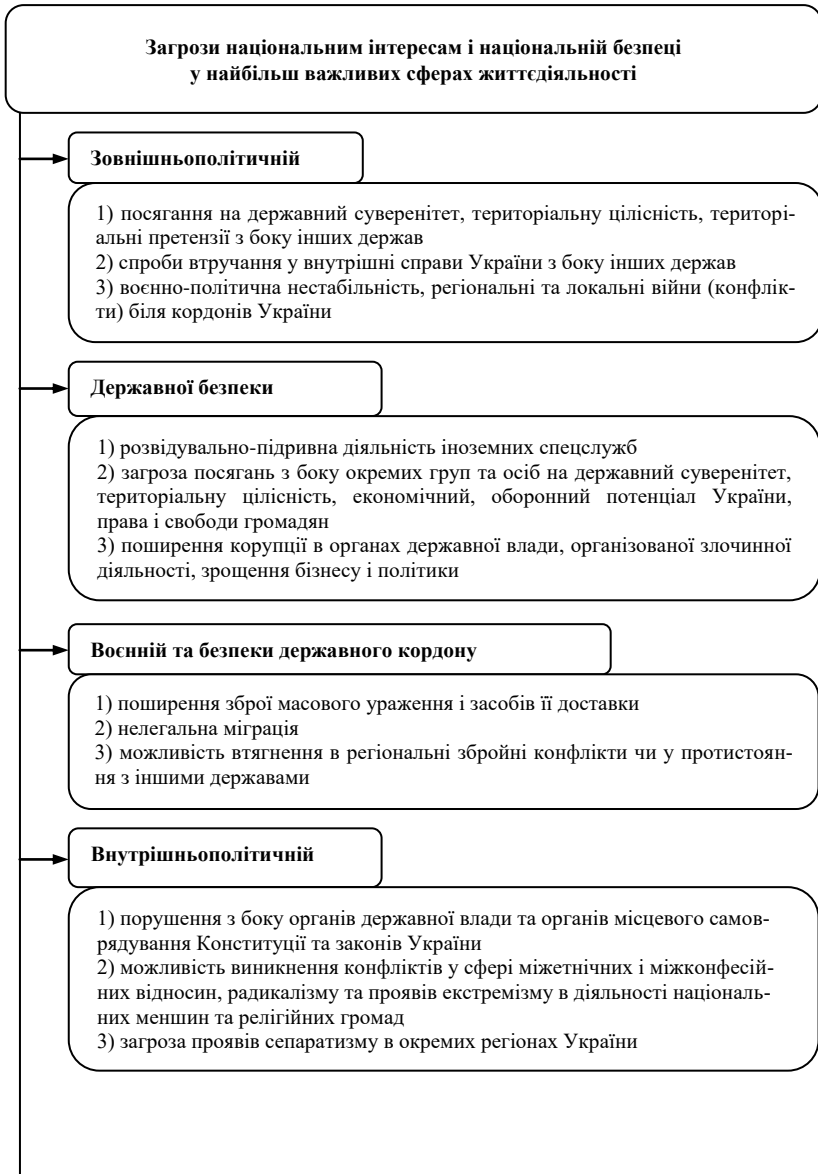 Загрози національним інтересам і національній безпеці
у найбільш важливих сферах життєдіяльності
Зовнішньополітичній
1) посягання на державний суверенітет, територіальну цілісність, територі-
альні претензії з боку інших держав
2) спроби втручання у внутрішні справи України з боку інших держав
3) воєнно-політична нестабільність, регіональні та локальні війни (конфлік-
ти) біля кордонів України
Державної безпеки
1) розвідувально-підривна діяльність іноземних спецслужб
2) загроза посягань з боку окремих груп та осіб на державний суверенітет,
територіальну цілісність, економічний, оборонний потенціал України,
права і свободи громадян
3) поширення корупції в органах державної влади, організованої злочинної
діяльності, зрощення бізнесу і політики
Воєнній та безпеки державного кордону
1) поширення зброї масового ураження і засобів її доставки
2) нелегальна міграція
3) можливість втягнення в регіональні збройні конфлікти чи у протистоян-
ня з іншими державами
Внутрішньополітичній
1) порушення з боку органів державної влади та органів місцевого самов-
рядування Конституції та законів України
2) можливість виникнення конфліктів у сфері міжетнічних і міжконфесій-
них відносин, радикалізму та проявів екстремізму в діяльності національ-
них меншин та релігійних громад
3) загроза проявів сепаратизму в окремих регіонах України